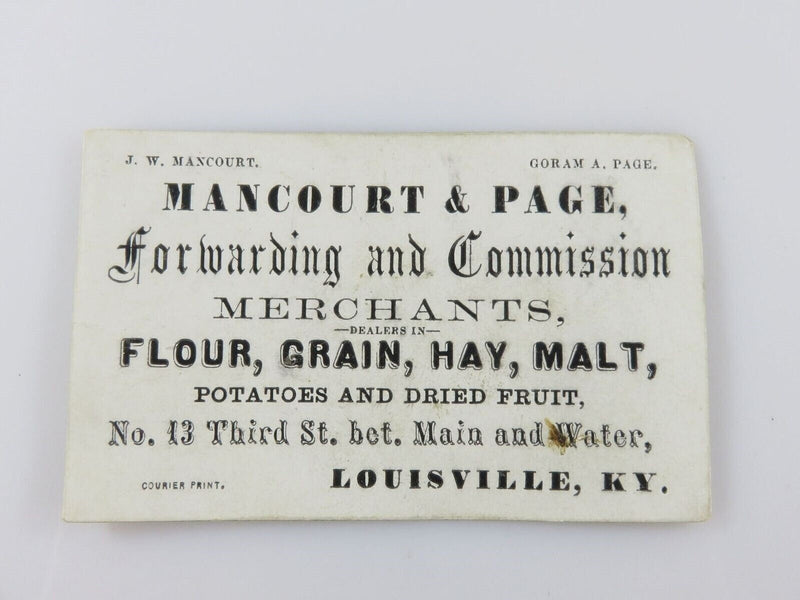 J. W. MANCOURT. GORAM A. PAGE.
MANCOURT & PAGE,
Forwarding and Commission
MERCHANTS,
—DEALERS IN—
FLOUR, GRAIN, HAY, MALT,
POTATOES AND DRIED FRUIT,
No. 13 Third St. bet. Main and Water,
COURIER PRINT. LOUISVILLE, KY.